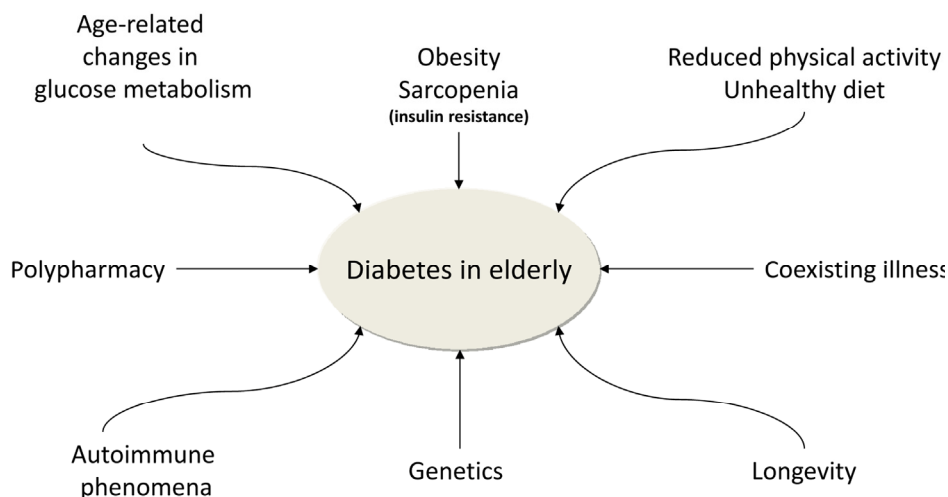 Age-related
changes in
glucose metabolism
Obesity
Sarcopenia
(insulin resistance)
Reduced physical activity
Unhealthy diet
Polypharmacy
Diabetes in elderly
Coexisting illness
Autoimmune
phenomena
Genetics
Longevity